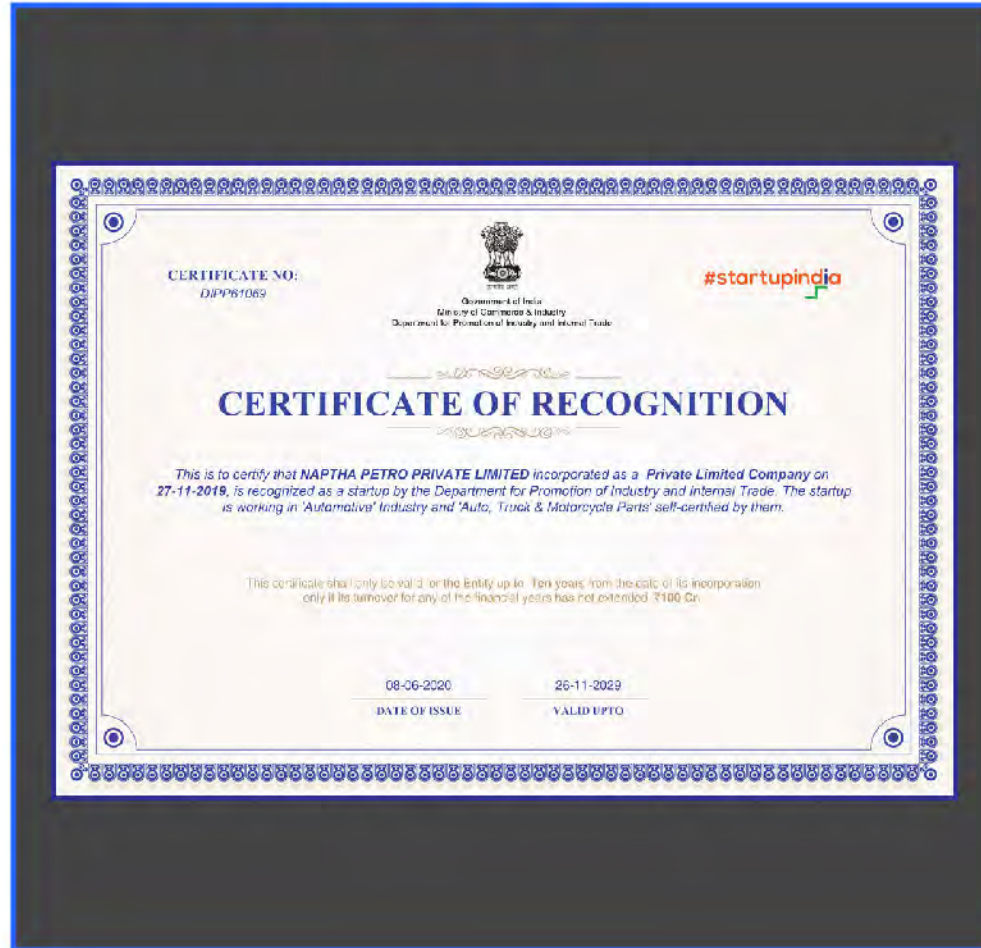 CERTIFICATE NO:
DIPP61069
#startupindia
Government of India
Ministry of Commerce & Industry
Department for Promotion of Industry and Internal Trade
CERTIFICATE OF RECOGNITION
This is to certify that NAPTHA PETRO PRIVATE LIMITED incorporated as a Private Limited Company on
27-11-2019, is recognized as a startup by the Department for Promotion of Industry and Internal Trade. The startup
is working in 'Automotive' Industry and 'Auto, Truck & Motorcycle Parts' self-certified by them.
This certificate shall only be valid for the Entity up to Ten years from the date of its incorporation
only if its turnover for any of the financial years has not extended ₹100 Cr.
08-06-2020 26-11-2029
DATE OF ISSUE VALID UPTO